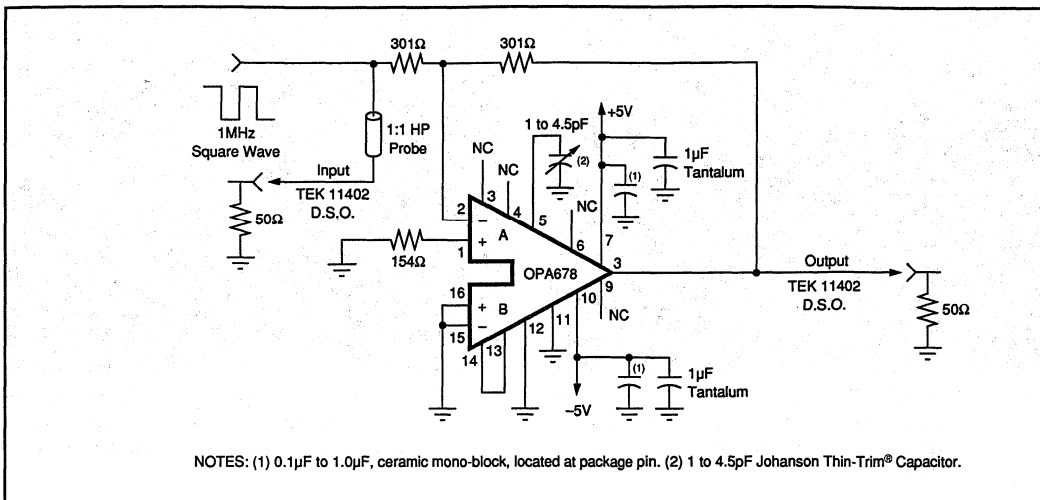 301Ω 301Ω
+5V
1 to 4.5pF
1:1 HP
Probe
1MHz
Square Wave
NC
NC
(2)
1µF
Tantalum
(1)
Input
TEK 11402
D.S.O.
50Ω
NC
3
4
5
2
−
A
6
7
+
1
154Ω
OPA678
3
Output
TEK 11402
D.S.O.
16
+
B
−
15
10
9
NC
50Ω
14
13
12
11
(1)
1µF
Tantalum
–5V
NOTES: (1) 0.1µF to 1.0µF, ceramic mono-block, located at package pin. (2) 1 to 4.5pF Johanson Thin-Trim® Capacitor.